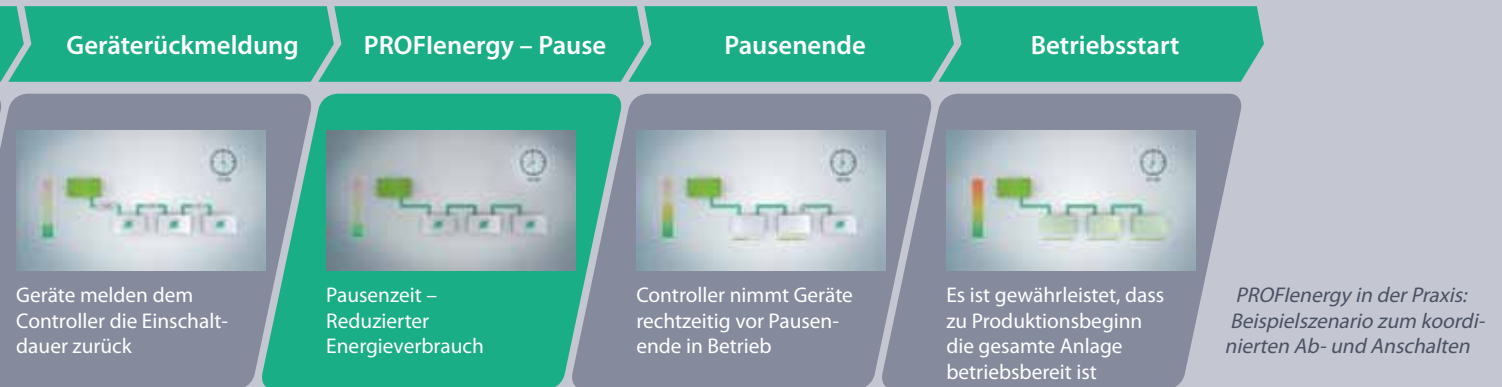 Geräterückmeldung
PROFIenergy – Pause
Pausenende
Betriebsstart
Geräte melden dem
Controller die Einschalt-
dauer zurück
Pausenzeit –
Reduzierter
Energieverbrauch
Controller nimmt Geräte
rechtzeitig vor Pausen-
ende in Betrieb
Es ist gewährleistet, dass
zu Produktionsbeginn
die gesamte Anlage
betriebsbereit ist
PROFIenergy in der Praxis:
Beispielszenario zum koordi-
nierten Ab- und Anschalten